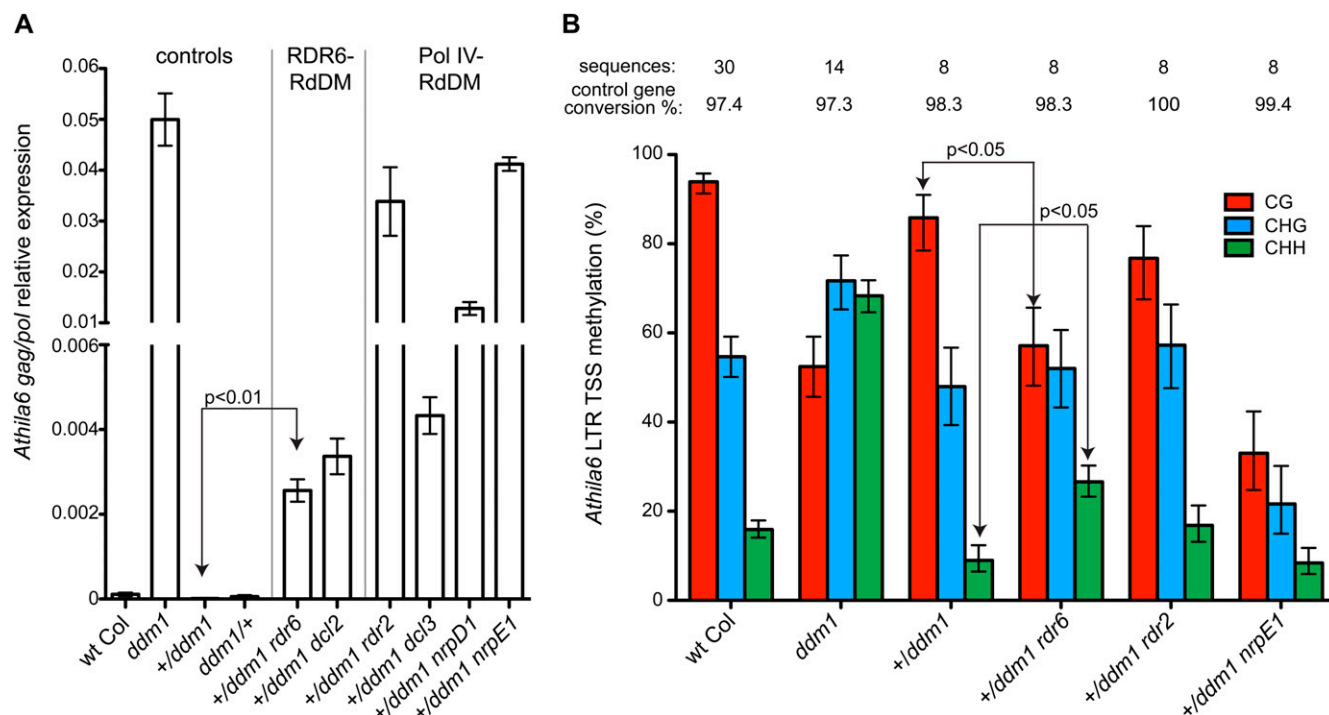 A
controls
RDR6-
RdDM
Pol IV-
RdDM
Athila6 gag/pol relative expression
0.06
0.05
0.04
0.03
0.02
0.01
0.006
0.004
0.002
0
p<0.01
wt Col
ddm1
+/ddm1
ddm1/+
+/ddm1 rdr6
+/ddm1 dcl2
+/ddm1 rdr2
+/ddm1 dcl3
+/ddm1 nrpD1
+/ddm1 nrpE1
B
sequences: 30 14 8 8 8 8
control gene
conversion %: 97.4 97.3 98.3 98.3 100 99.4
Athila6 LTR TSS methylation (%)
100
80
60
40
20
0
p<0.05
p<0.05
CG
CHG
CHH
wt Col
ddm1
+/ddm1
+/ddm1 rdr6
+/ddm1 rdr2
+/ddm1 nrpE1